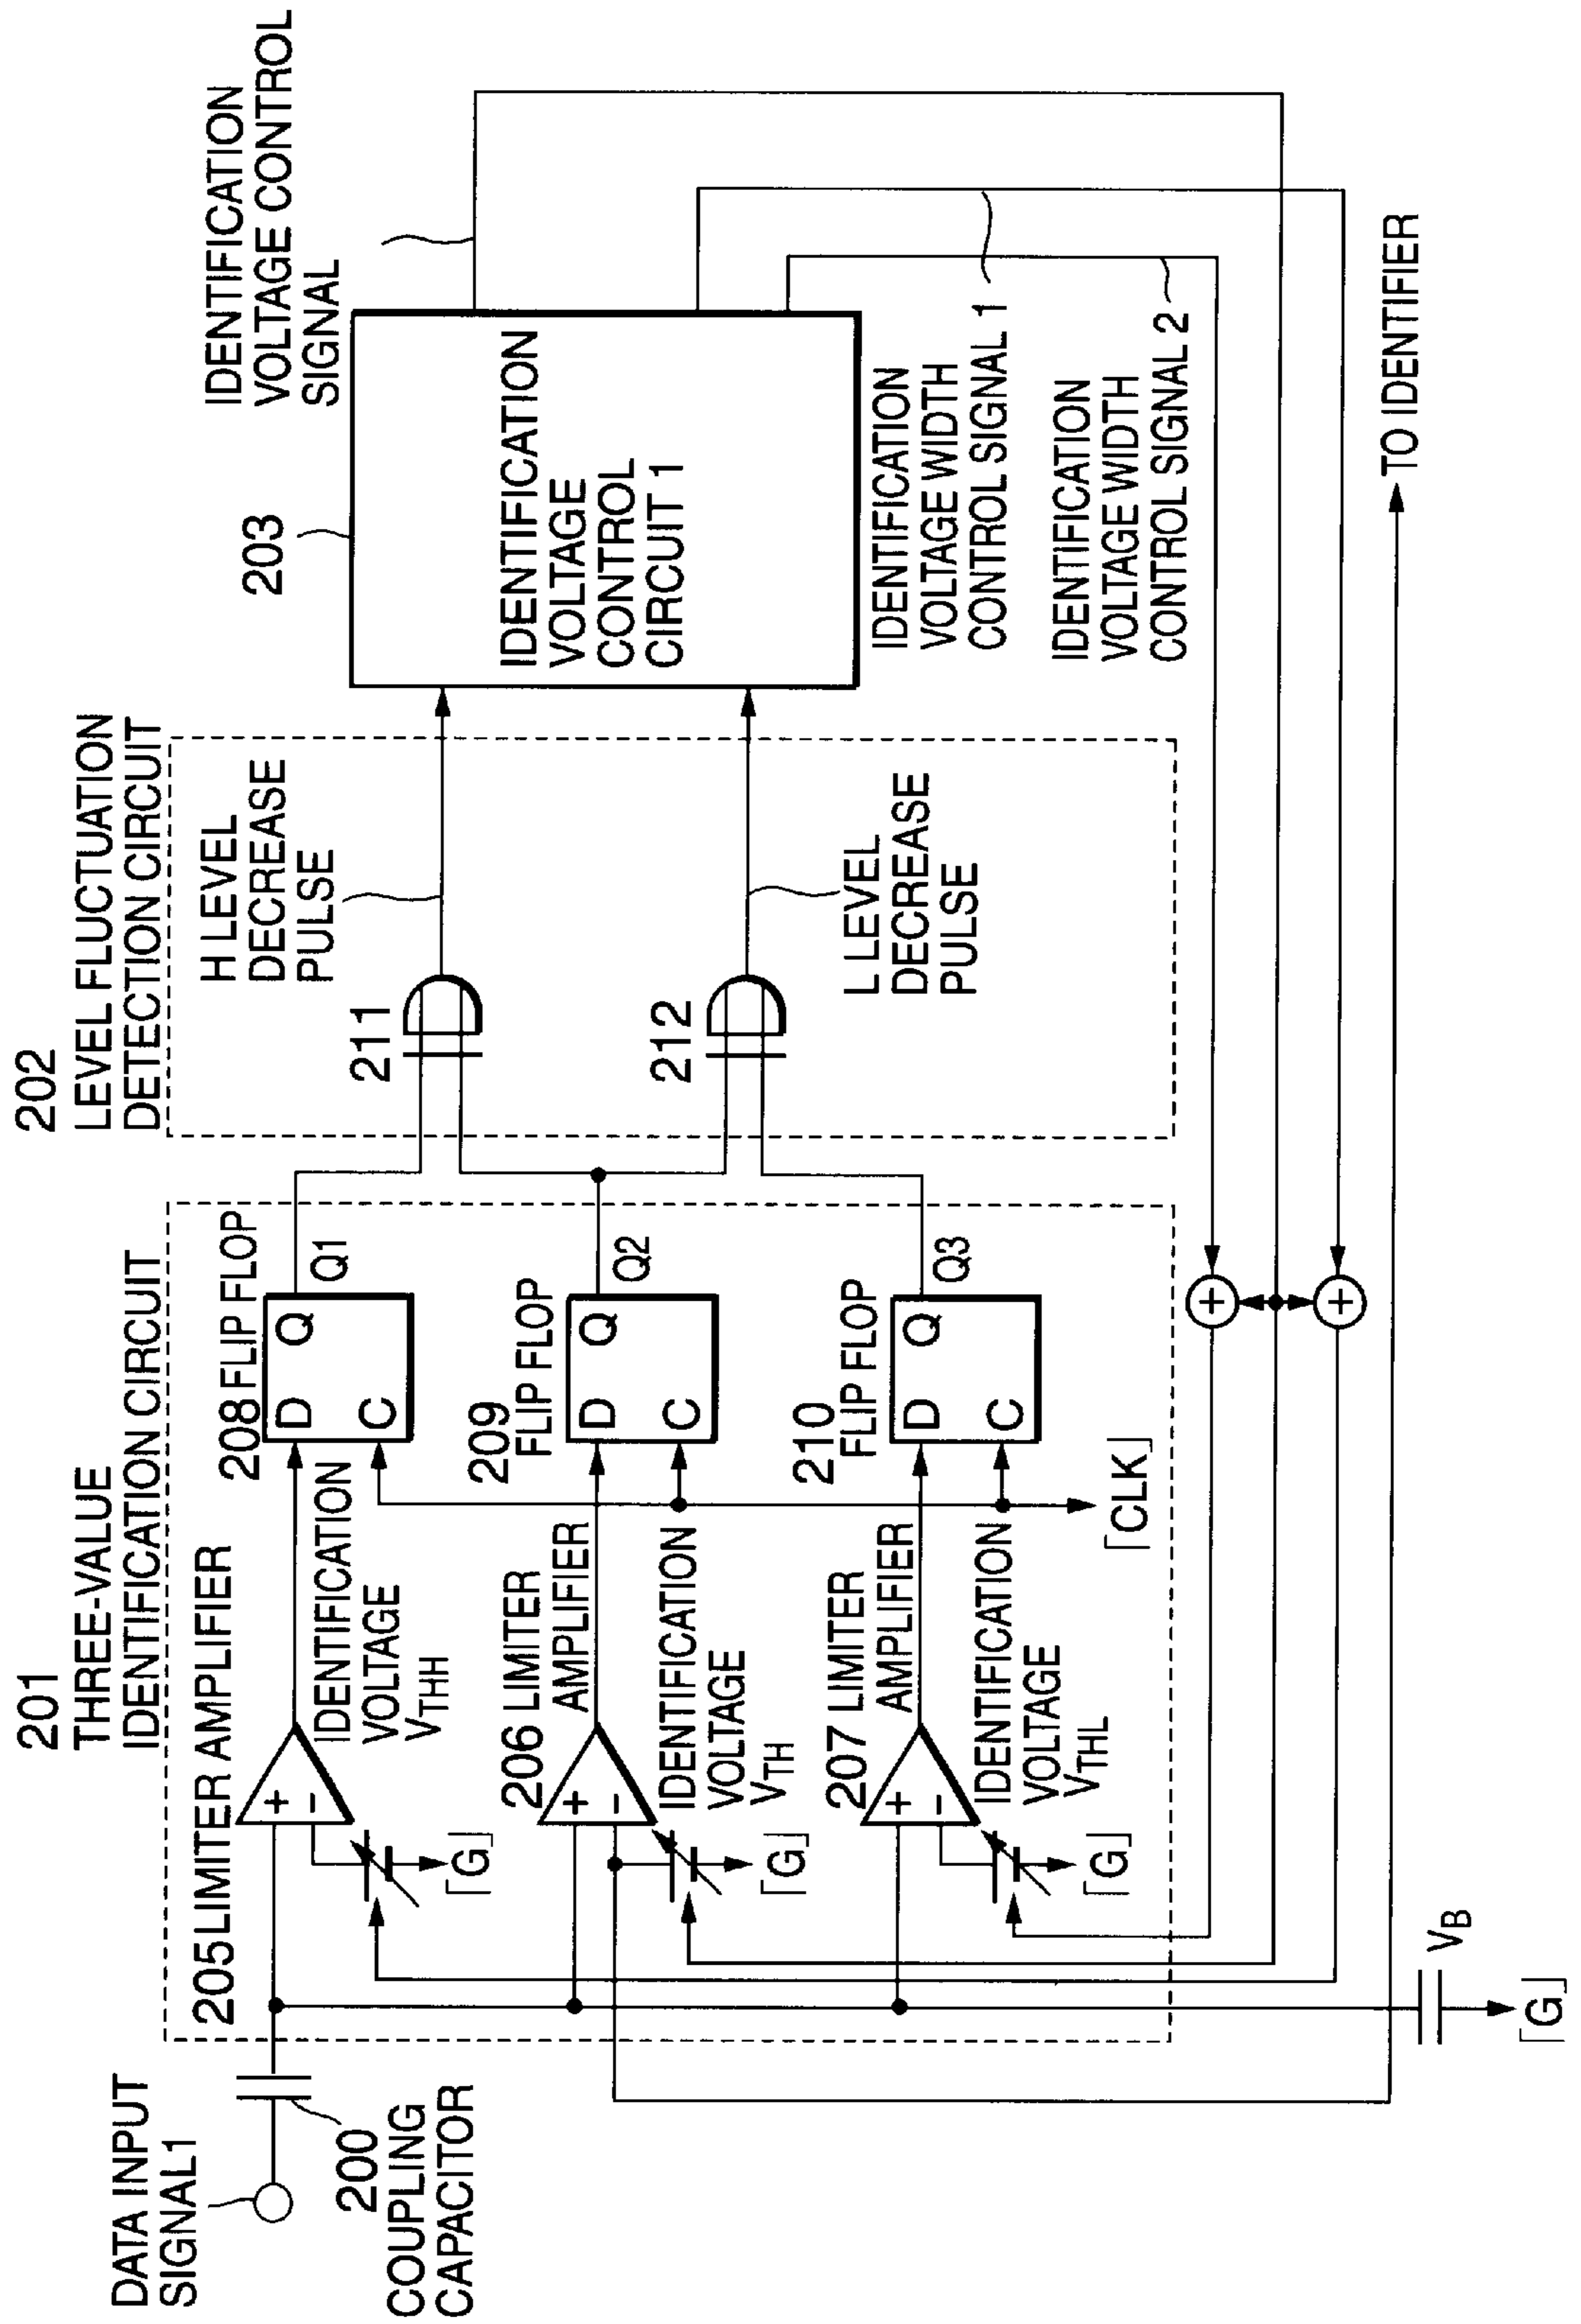 201
THREE-VALUE
IDENTIFICATION CIRCUIT
202
LEVEL FLUCTUATION
DETECTION CIRCUIT
DATA INPUT
SIGNAL1
200
COUPLING
CAPACITOR
205 LIMITER AMPLIFIER
+
−
IDENTIFICATION
VOLTAGE
VTHH
「G」
208 FLIP FLOP
D Q
C
Q1
206 LIMITER
AMPLIFIER
+
−
IDENTIFICATION
VOLTAGE
VTH
「G」
209
FLIP FLOP
D Q
C
Q2
207 LIMITER
AMPLIFIER
+
−
IDENTIFICATION
VOLTAGE
VTHL
「G」
210
FLIP FLOP
D Q
C
Q3
「CLK」
211
H LEVEL
DECREASE
PULSE
212
L LEVEL
DECREASE
PULSE
203
IDENTIFICATION
VOLTAGE
CONTROL
CIRCUIT 1
IDENTIFICATION
VOLTAGE CONTROL
SIGNAL
IDENTIFICATION
VOLTAGE WIDTH
CONTROL SIGNAL 1
IDENTIFICATION
VOLTAGE WIDTH
CONTROL SIGNAL 2
+
+
TO IDENTIFIER
VB
「G」